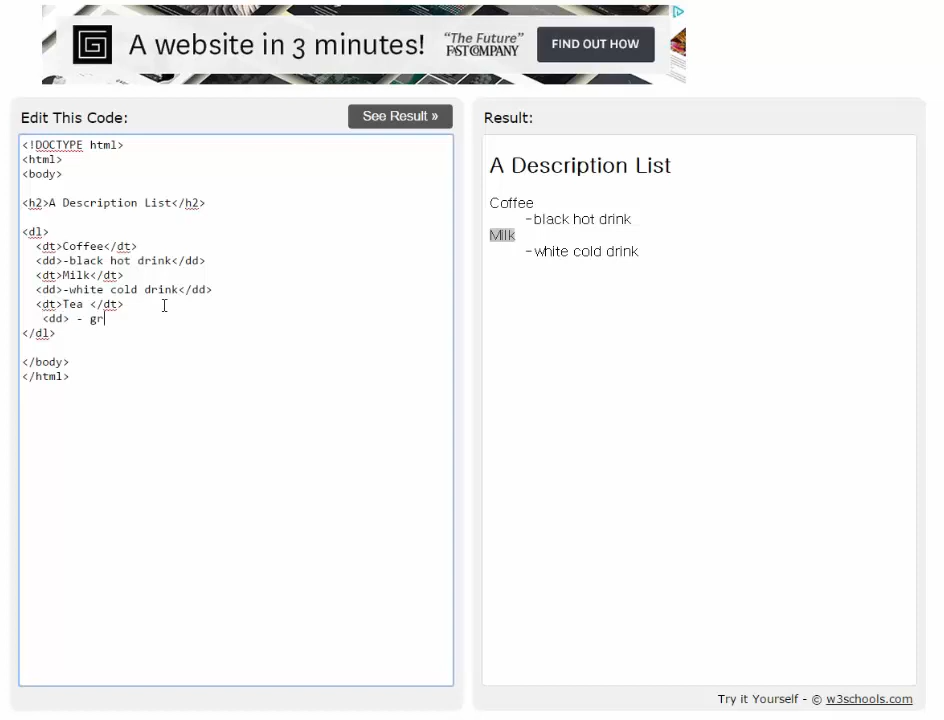 A website in 3 minutes!
“The Future”
FAST COMPANY
FIND OUT HOW
Edit This Code:
See Result »
<!DOCTYPE html>
<html>
<body>
<h2>A Description List</h2>
<dl>
<dt>Coffee</dt>
<dd>-black hot drink</dd>
<dt>Milk</dt>
<dd>-white cold drink</dd>
<dt>Tea </dt>
<dd> - gr
</dl>
</body>
</html>
Result:
A Description List
Coffee
-black hot drink
Milk
-white cold drink
Try it Yourself - © w3schools.com